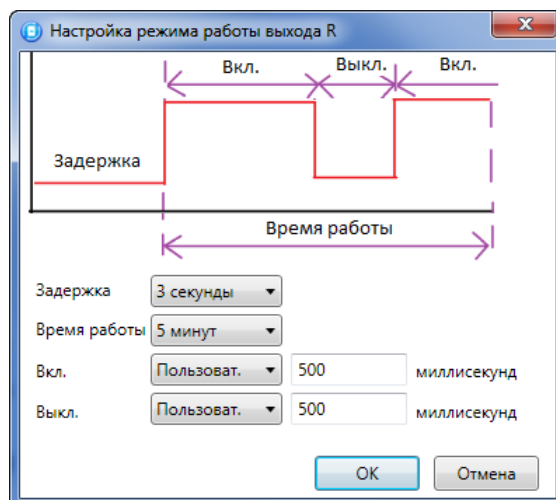 Настройка режима работы выхода R
Вкл. Выкл. Вкл.
Задержка
Время работы
Задержка 3 секунды
Время работы 5 минут
Вкл. Пользоват. 500 миллисекунд
Выкл. Пользоват. 500 миллисекунд
OK Отмена